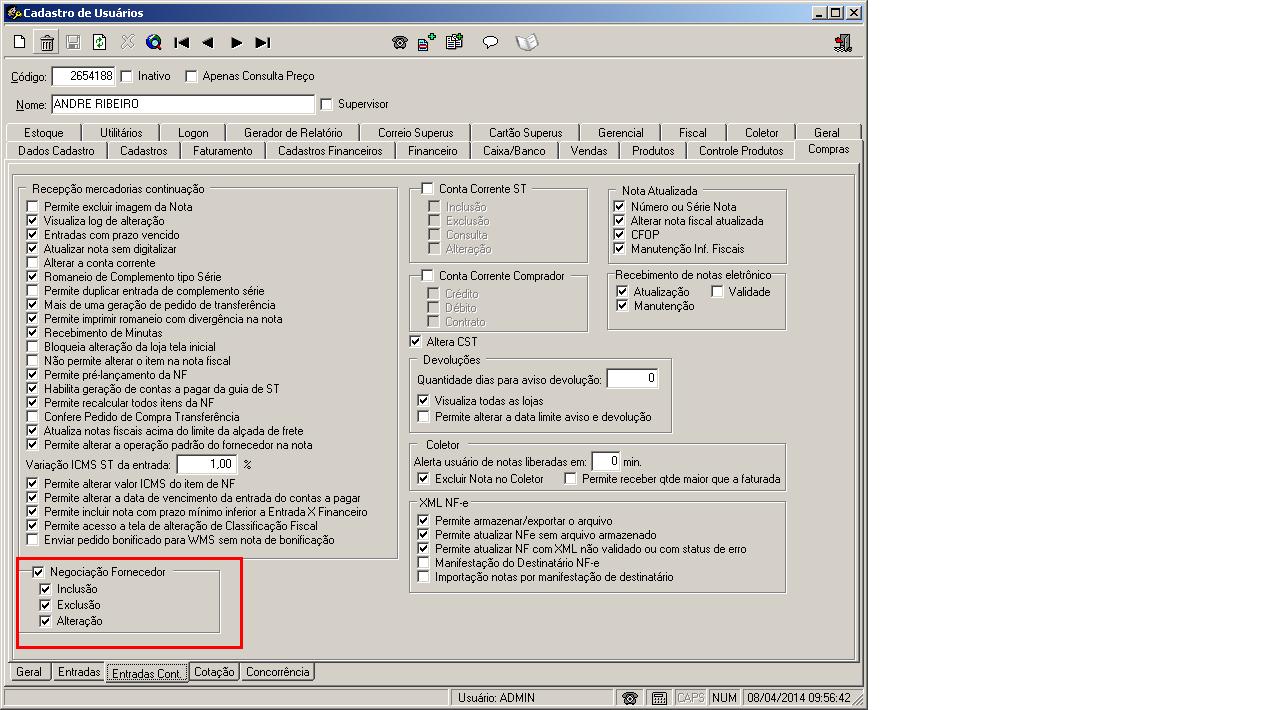 Cadastro de Usuários
Código: 2654188 Inativo Apenas Consulta Preço
Nome: ANDRE RIBEIRO Supervisor
Estoque Utilitários Logon Gerador de Relatório Correio Superus Cartão Superus Gerencial Fiscal Coletor Geral
Dados Cadastro Cadastros Faturamento Cadastros Financeiros Financeiro Caixa/Banco Vendas Produtos Controle Produtos Compras
Recepção mercadorias continuação
Permite excluir imagem da Nota
Visualiza log de alteração
Entradas com prazo vencido
Atualizar nota sem digitalizar
Alterar a conta corrente
Romaneio de Complemento tipo Série
Permite duplicar entrada de complemento série
Mais de uma geração de pedido de transferência
Permite imprimir romaneio com divergência na nota
Recebimento de Minutas
Bloqueia alteração da loja tela inicial
Não permite alterar o item na nota fiscal
Permite pré-lançamento da NF
Habilita geração de contas a pagar da guia de ST
Permite recalcular todos itens da NF
Confere Pedido de Compra Transferência
Atualiza notas fiscais acima do limite da alçada de frete
Permite alterar a operação padrão do fornecedor na nota
Variação ICMS ST da entrada: 1,00 %
Permite alterar valor ICMS do item de NF
Permite alterar a data de vencimento da entrada do contas a pagar
Permite incluir nota com prazo mínimo inferior a Entrada X Financeiro
Permite acesso a tela de alteração de Classificação Fiscal
Enviar pedido bonificado para WMS sem nota de bonificação
Negociação Fornecedor
Inclusão
Exclusão
Alteração
Conta Corrente ST
Inclusão
Exclusão
Consulta
Alteração
Conta Corrente Comprador
Crédito
Débito
Contrato
Altera CST
Devoluções
Quantidade dias para aviso devolução: 0
Visualiza todas as lojas
Permite alterar a data limite aviso e devolução
Coletor
Alerta usuário de notas liberadas em: 0 min.
Excluir Nota no Coletor Permite receber qtde maior que a faturada
XML NF-e
Permite armazenar/exportar o arquivo
Permite atualizar NFe sem arquivo armazenado
Permite atualizar NF com XML não validado ou com status de erro
Manifestação do Destinatário NF-e
Importação notas por manifestação de destinatário
Nota Atualizada
Número ou Série Nota
Alterar nota fiscal atualizada
CFOP
Manutenção Inf. Fiscais
Recebimento de notas eletrônico
Atualização Validade
Manutenção
Geral Entradas Entradas Cont. Cotação Concorrência
Usuário: ADMIN CAPS NUM 08/04/2014 09:56:42